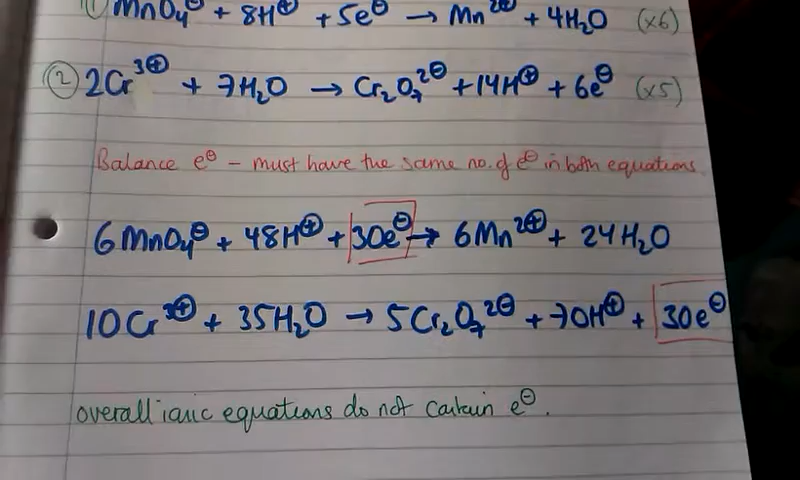 ① MnO₄⊖ + 8H⊕ + 5e⊖ → Mn²⊕ + 4H₂O (x6)
② 2Cr³⊕ + 7H₂O → Cr₂O₇²⊖ + 14H⊕ + 6e⊖ (x5)
Balance e⊖ – must have the same no. of e⊖ in both equations
6MnO₄⊖ + 48H⊕ + 30e⊖ → 6Mn²⊕ + 24H₂O
10Cr³⊕ + 35H₂O → 5Cr₂O₇²⊖ + 70H⊕ + 30e⊖
overall ionic equations do not contain e⊖.